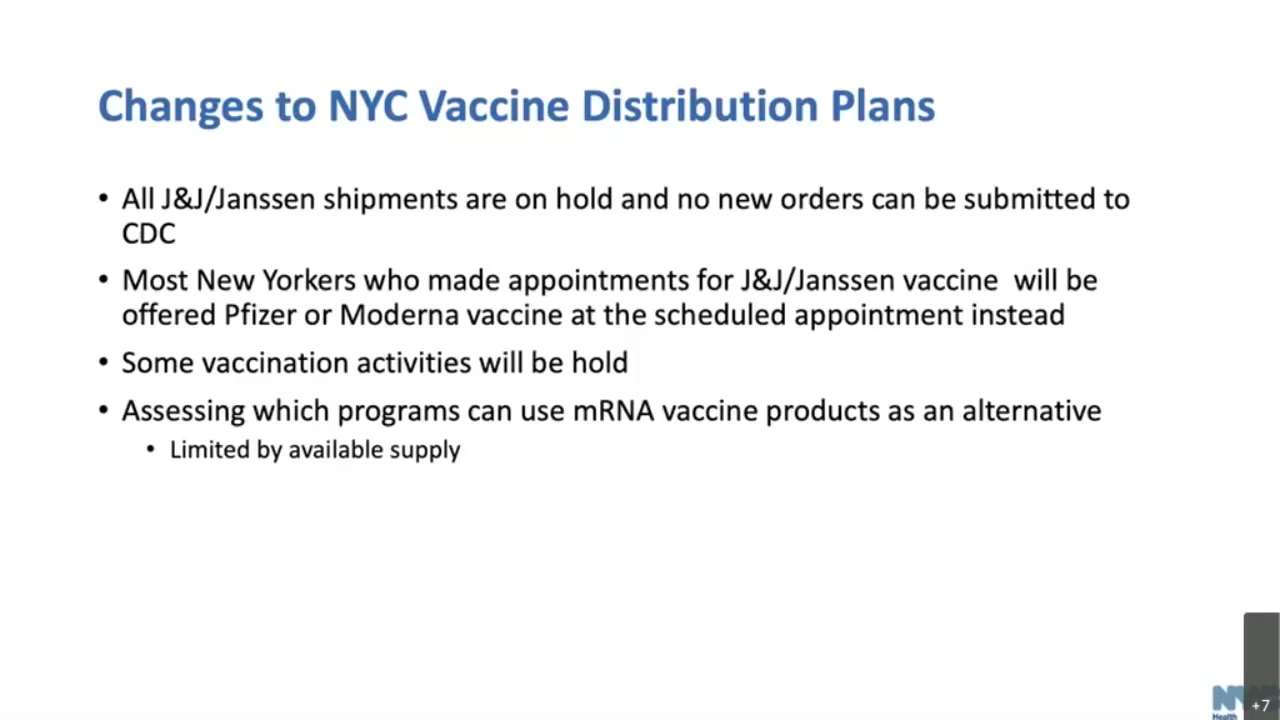 Changes to NYC Vaccine Distribution Plans
• All J&J/Janssen shipments are on hold and no new orders can be submitted to
CDC
• Most New Yorkers who made appointments for J&J/Janssen vaccine  will be
offered Pfizer or Moderna vaccine at the scheduled appointment instead
• Some vaccination activities will be hold
• Assessing which programs can use mRNA vaccine products as an alternative
• Limited by available supply
Health
+7